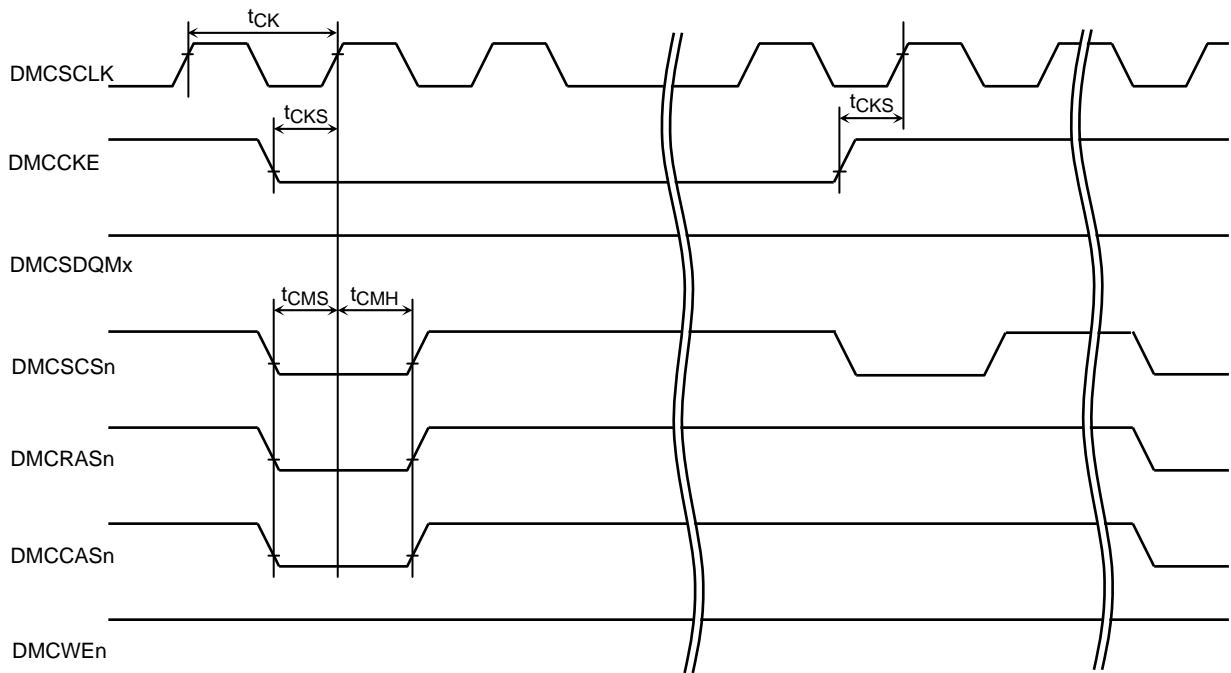 tCK
DMCSCLK
tCKS
tCKS
DMCCKE
DMCSDQMx
tCMS
tCMH
DMCSCSn
DMCRASn
DMCCASn
DMCWEn